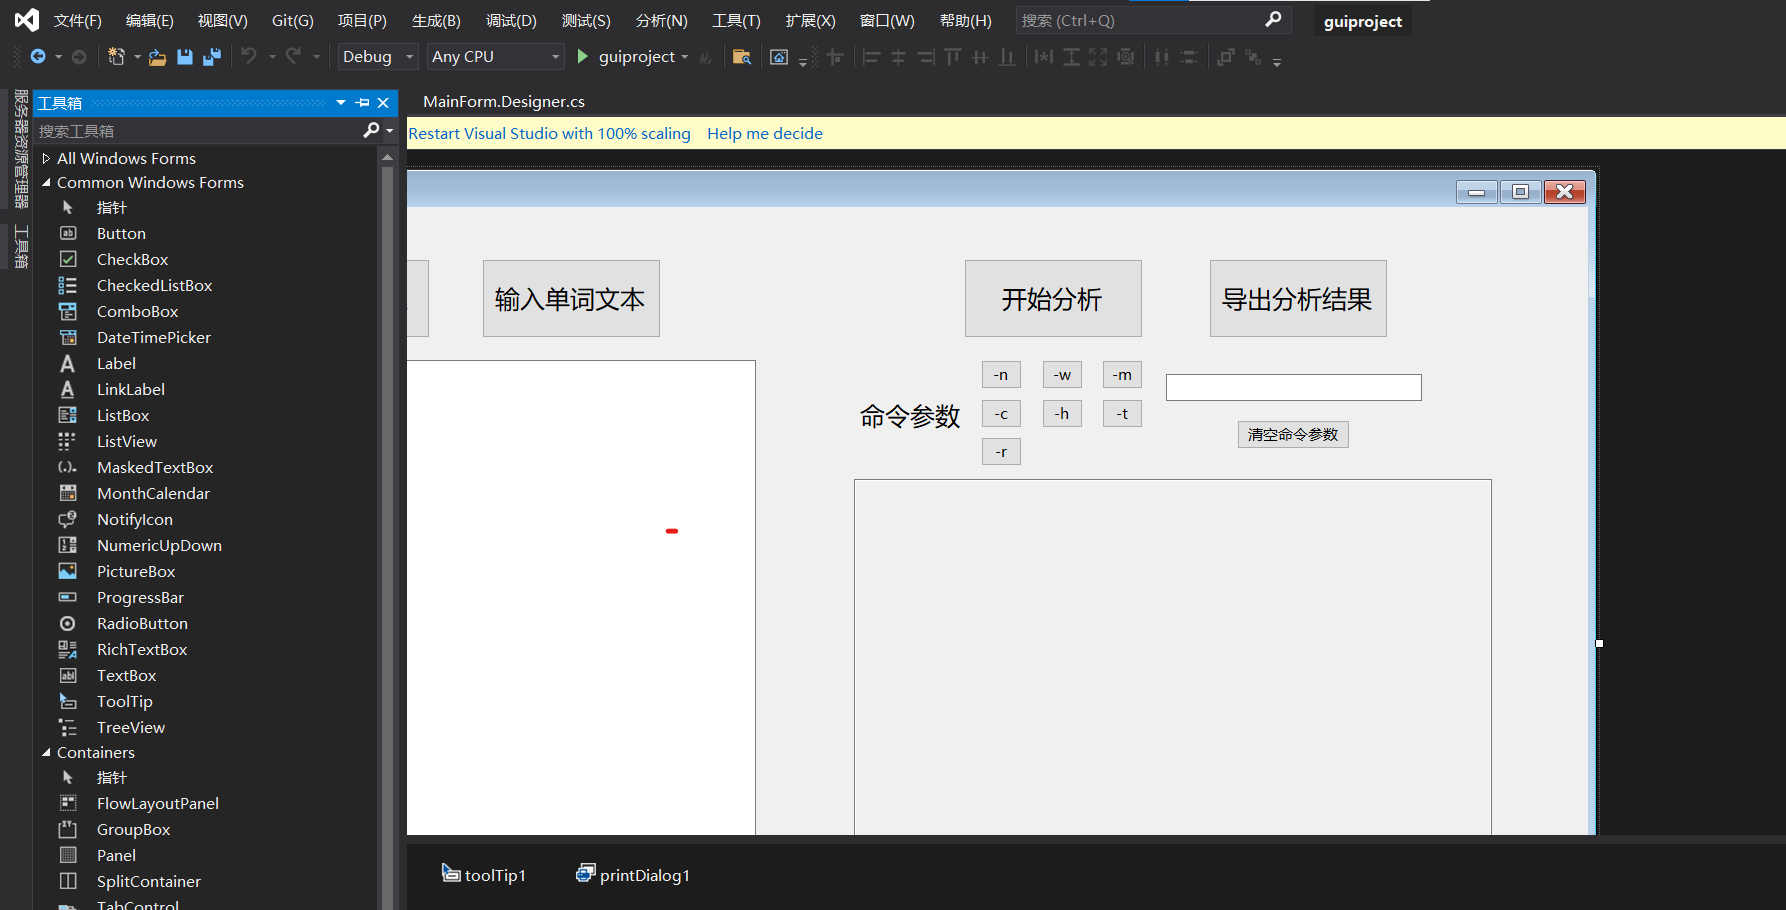 文件(F) 编辑(E) 视图(V) Git(G) 项目(P) 生成(B) 调试(D) 测试(S) 分析(N) 工具(T) 扩展(X) 窗口(W) 帮助(H) 搜索 (Ctrl+Q) guiproject
Debug Any CPU guiproject
服务器资源管理器
工具箱
工具箱
搜索工具箱
All Windows Forms
Common Windows Forms
指针
Button
CheckBox
CheckedListBox
ComboBox
DateTimePicker
Label
LinkLabel
ListBox
ListView
MaskedTextBox
MonthCalendar
NotifyIcon
NumericUpDown
PictureBox
ProgressBar
RadioButton
RichTextBox
TextBox
ToolTip
TreeView
Containers
指针
FlowLayoutPanel
GroupBox
Panel
SplitContainer
TabControl
MainForm.Designer.cs
Restart Visual Studio with 100% scaling Help me decide
输入单词文本 开始分析 导出分析结果
-n -w -m
命令参数 -c -h -t
清空命令参数
-r
toolTip1 printDialog1